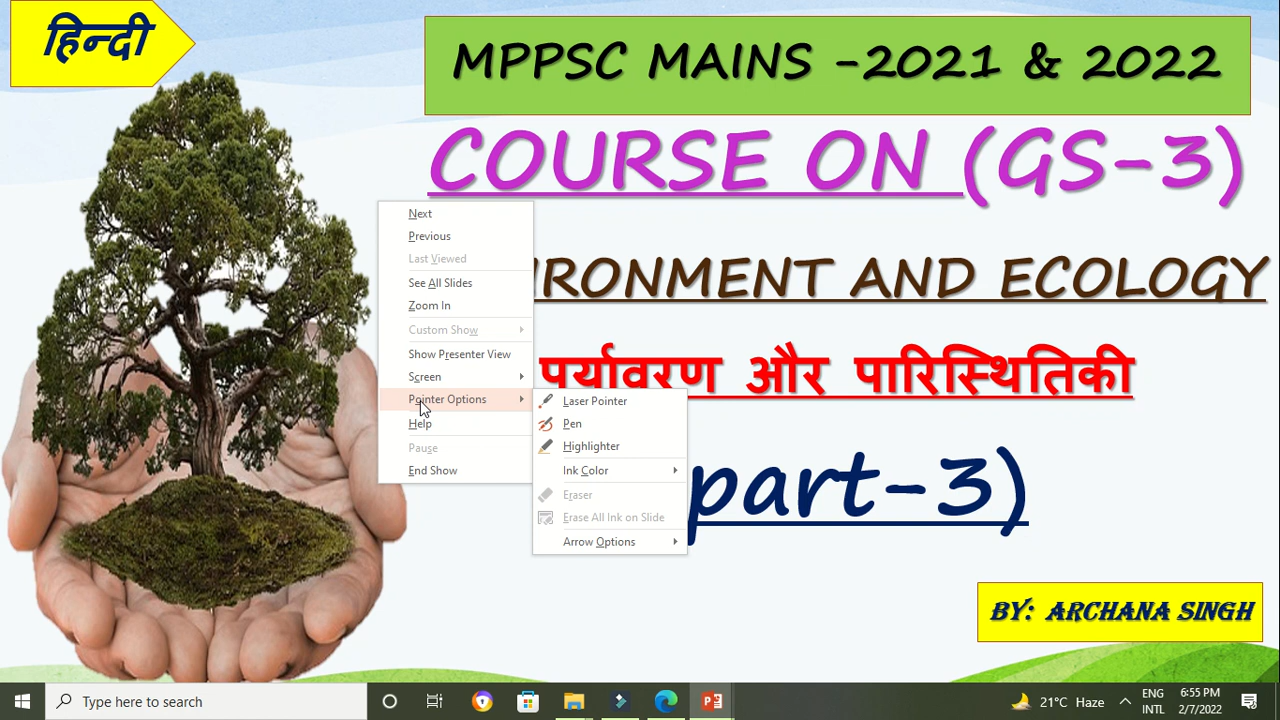 हिन्दी
MPPSC MAINS -2021 & 2022
COURSE ON (GS-3)
IRONMENT AND ECOLOGY
पर्यावरण और पारिस्थितिकी
part-3)
BY: ARCHANA SINGH
Next
Previous
Last Viewed
See All Slides
Zoom In
Custom Show
Show Presenter View
Screen
Pointer Options
Help
Pause
End Show
Laser Pointer
Pen
Highlighter
Ink Color
Eraser
Erase All Ink on Slide
Arrow Options
Type here to search
21°C Haze
ENG
INTL
6:55 PM
2/7/2022